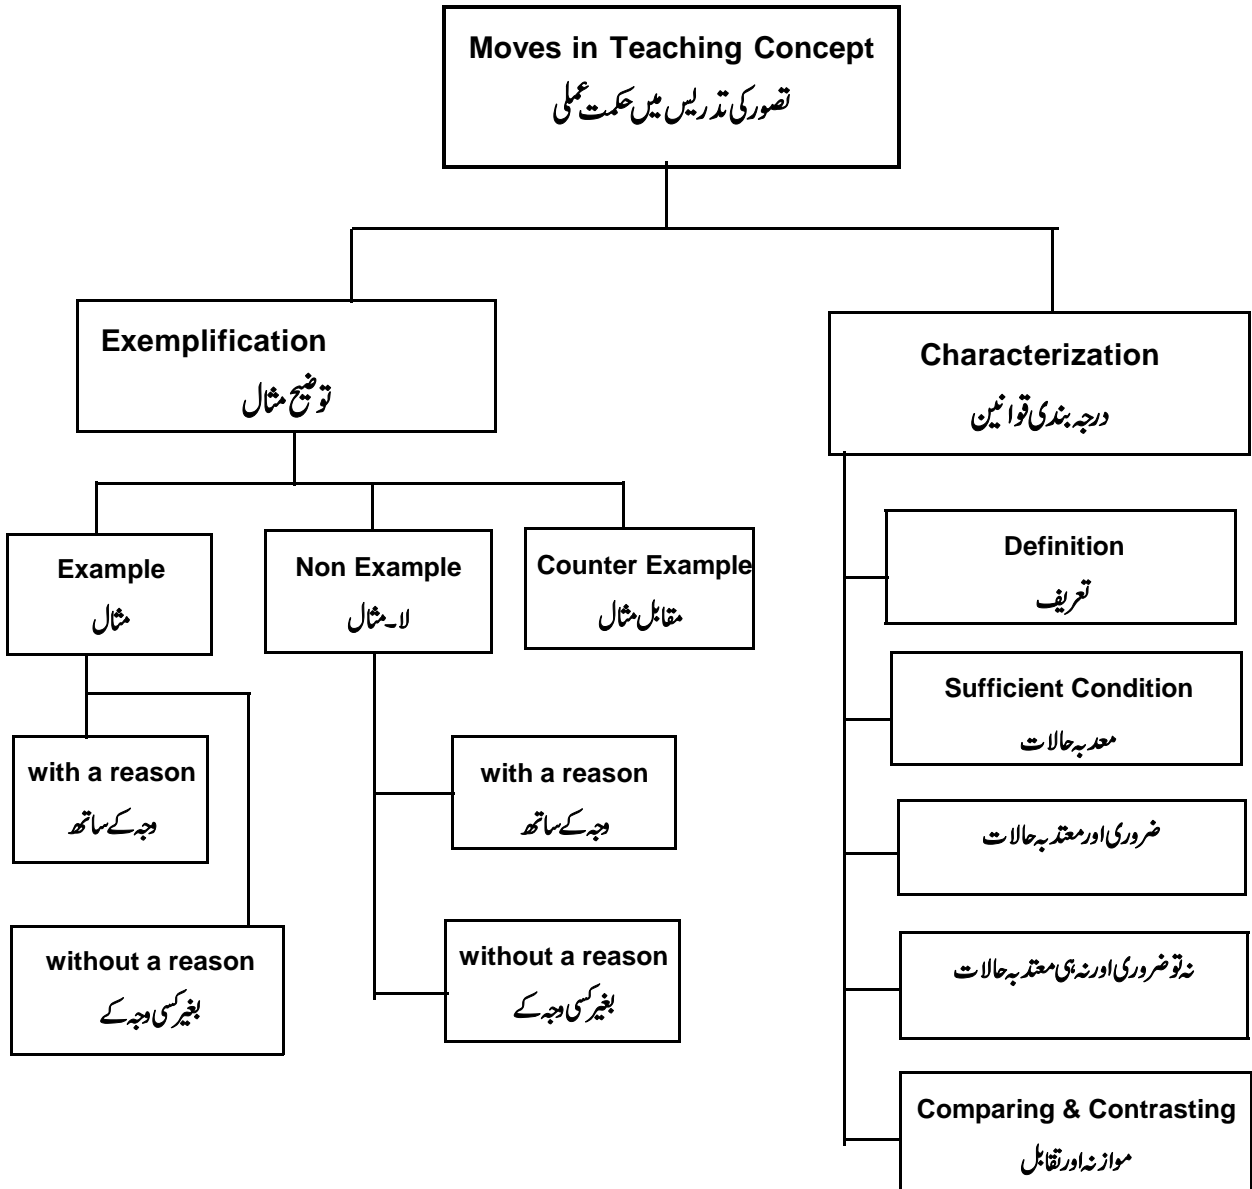 Moves in Teaching Concept
تصور کی تدریس میں حکمت عملی
Exemplification
توضیح مثال
Characterization
درجہ بندی قوانین
Example
مثال
Non Example
لا۔مثال
Counter Example
مقابل مثال
with a reason
وجہ کے ساتھ
without a reason
بغیر کسی وجہ کے
with a reason
وجہ کے ساتھ
without a reason
بغیر کسی وجہ کے
Definition
تعریف
Sufficient Condition
معدبہ حالات
ضروری اور معتدبہ حالات
نہ تو ضروری اور نہ ہی معتدبہ حالات
Comparing & Contrasting
موازنہ اور تقابل